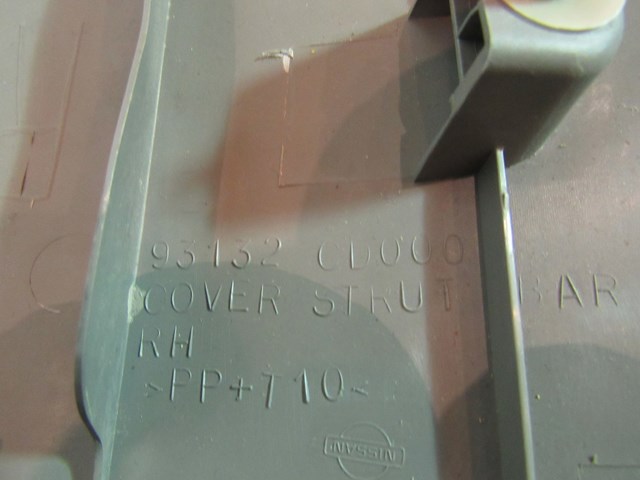 93132 CD000
COVER STRUT BAR
RH
>PP+T10<
NISSAN